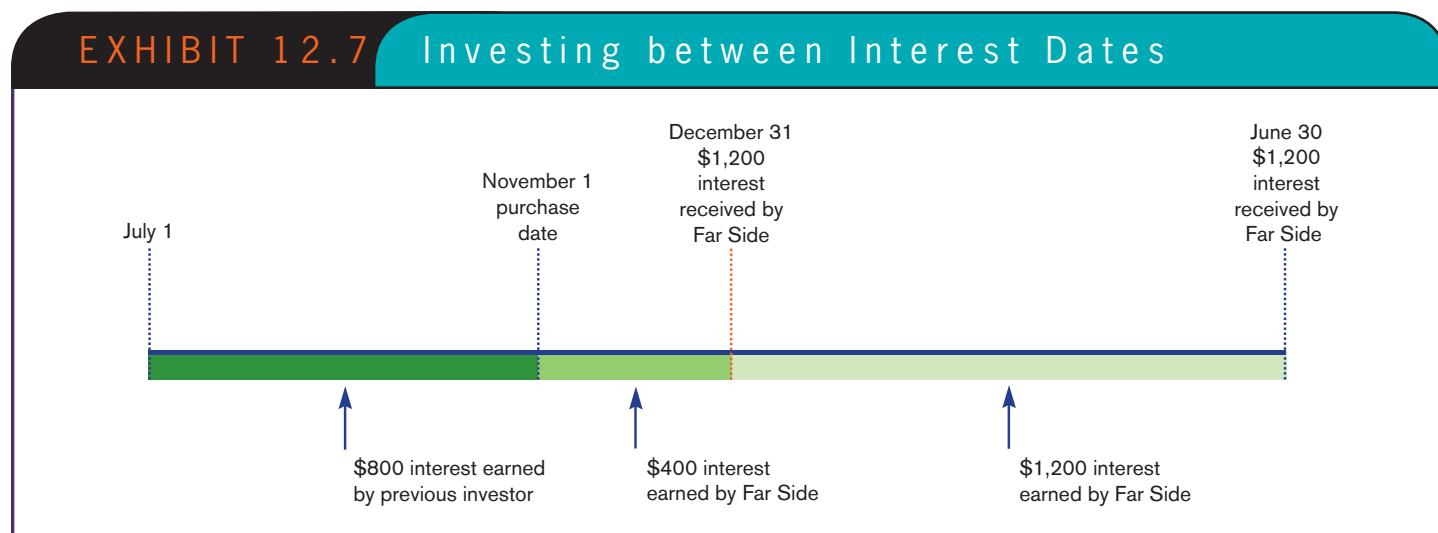 EXHIBIT 12.7 Investing between Interest Dates
July 1
November 1
purchase
date
December 31
$1,200
interest
received by
Far Side
June 30
$1,200
interest
received by
Far Side
$800 interest earned
by previous investor
$400 interest
earned by Far Side
$1,200 interest
earned by Far Side